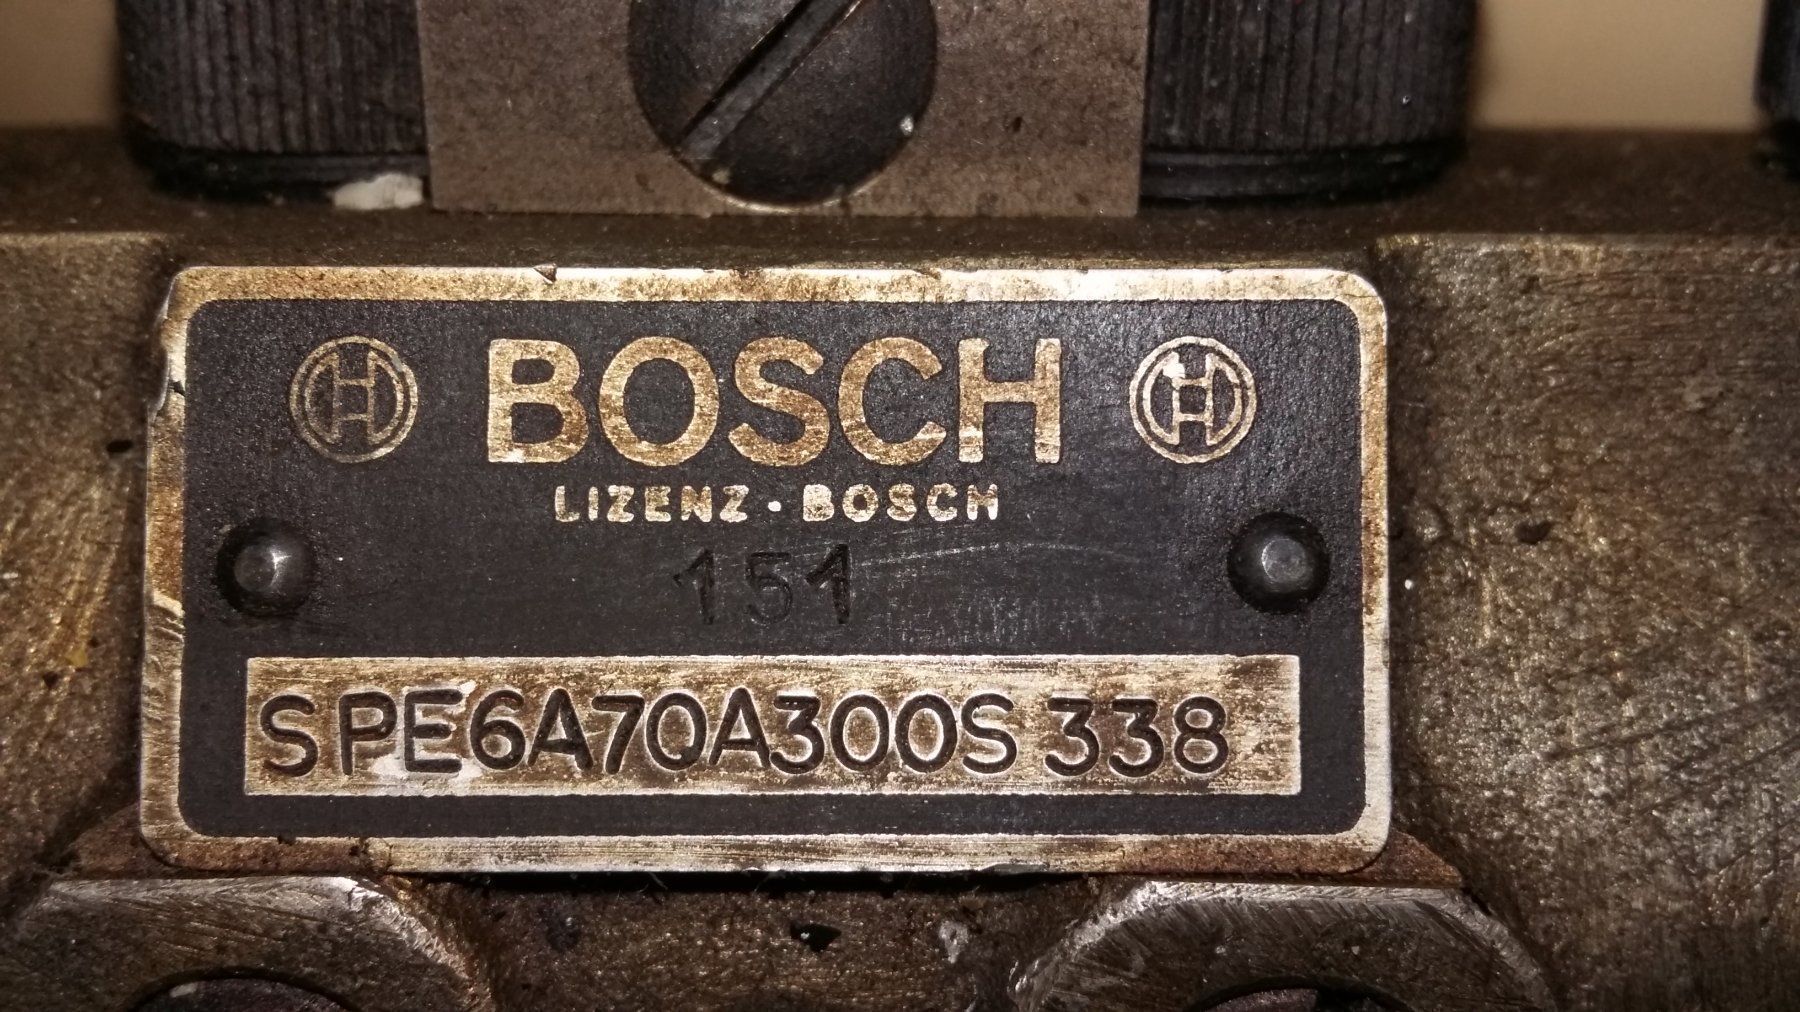 BOSCH
LIZENZ · BOSCH
151
SPE6A70A300S 338